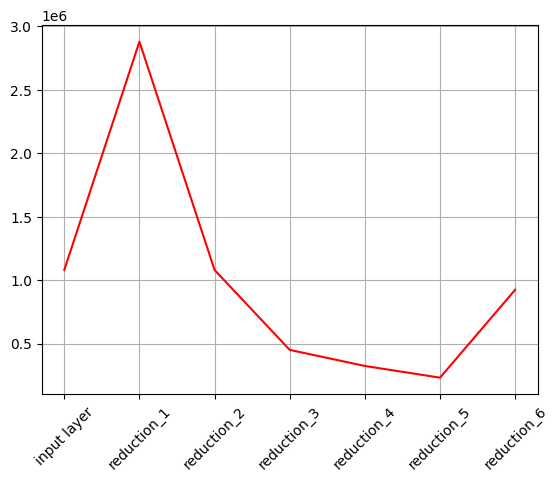 1e6
3.0
2.5
2.0
1.5
1.0
0.5
input layer
reduction_1
reduction_2
reduction_3
reduction_4
reduction_5
reduction_6